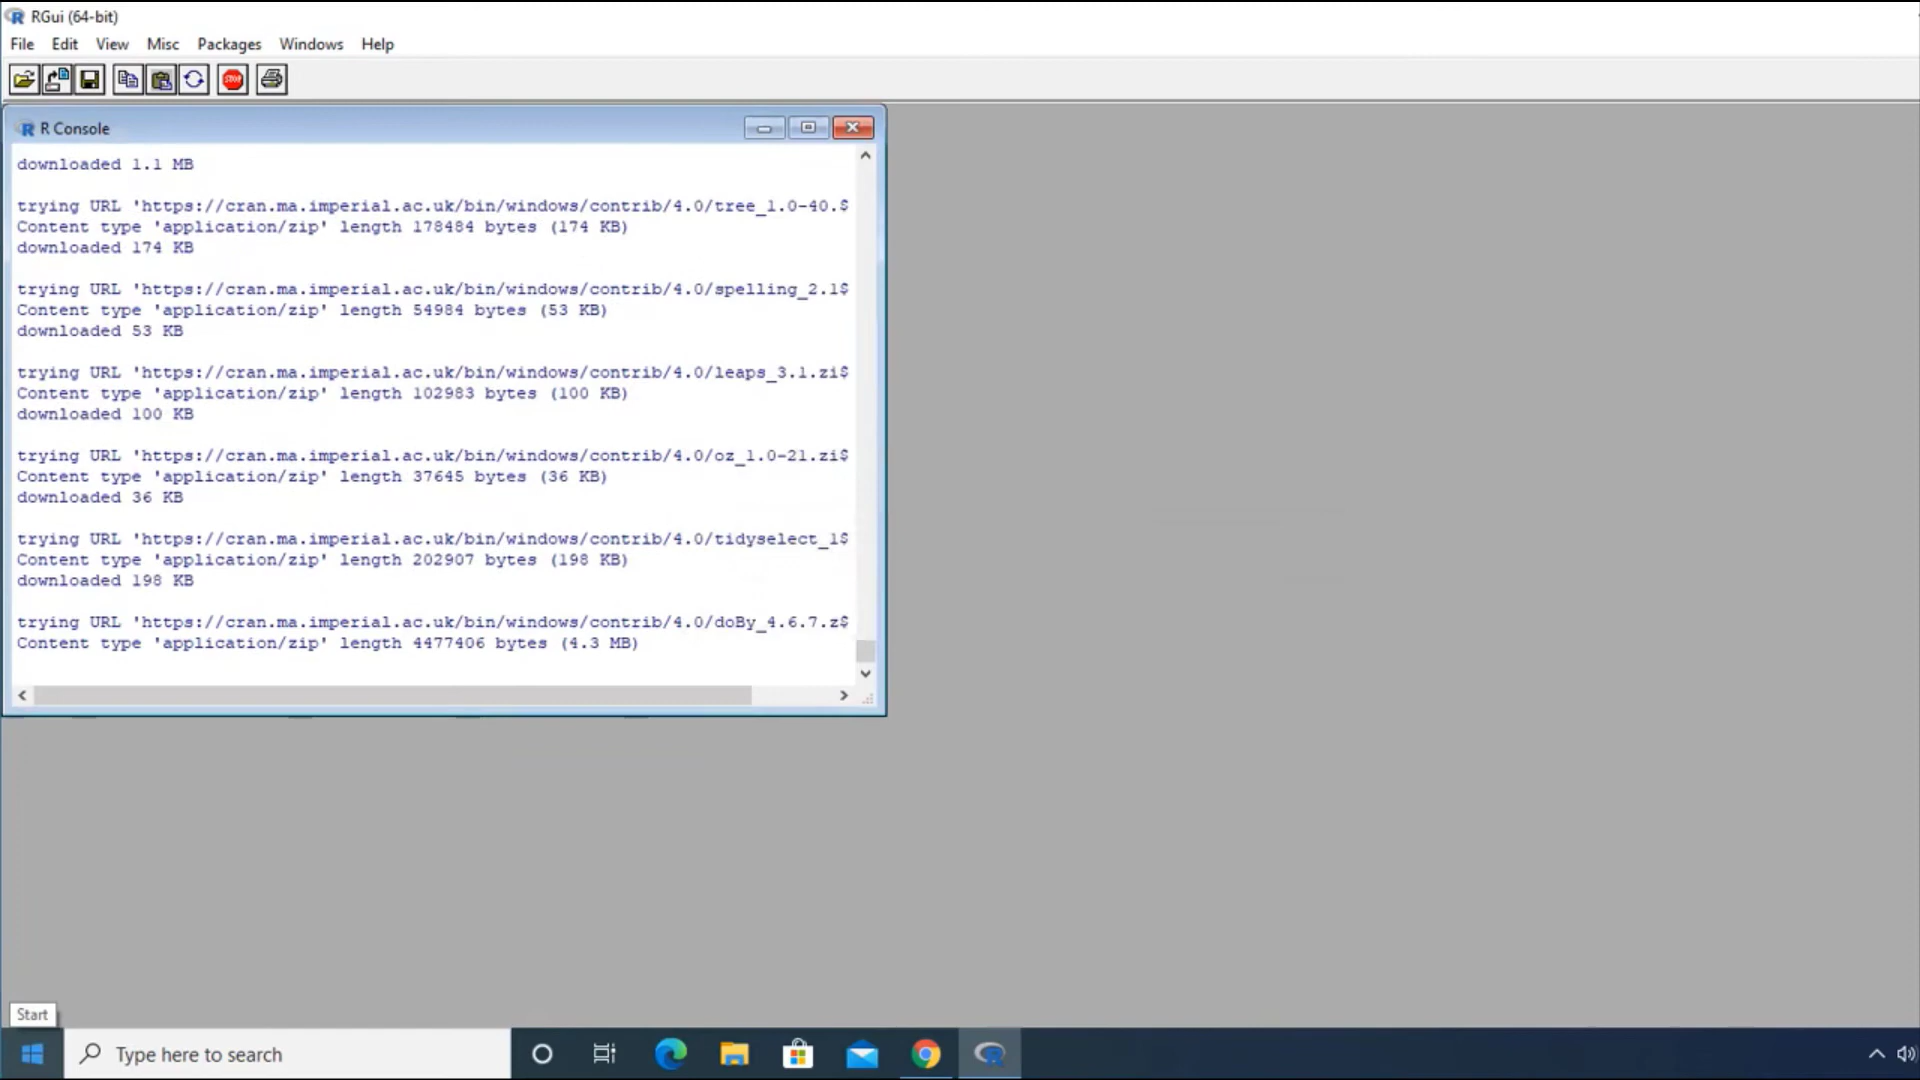 RGui (64-bit)
File Edit View Misc Packages Windows Help
STOP
R Console
downloaded 1.1 MB
trying URL 'https://cran.ma.imperial.ac.uk/bin/windows/contrib/4.0/tree_1.0-40.$
Content type 'application/zip' length 178484 bytes (174 KB)
downloaded 174 KB
trying URL 'https://cran.ma.imperial.ac.uk/bin/windows/contrib/4.0/spelling_2.1$
Content type 'application/zip' length 54984 bytes (53 KB)
downloaded 53 KB
trying URL 'https://cran.ma.imperial.ac.uk/bin/windows/contrib/4.0/leaps_3.1.zi$
Content type 'application/zip' length 102983 bytes (100 KB)
downloaded 100 KB
trying URL 'https://cran.ma.imperial.ac.uk/bin/windows/contrib/4.0/oz_1.0-21.zi$
Content type 'application/zip' length 37645 bytes (36 KB)
downloaded 36 KB
trying URL 'https://cran.ma.imperial.ac.uk/bin/windows/contrib/4.0/tidyselect_1$
Content type 'application/zip' length 202907 bytes (198 KB)
downloaded 198 KB
trying URL 'https://cran.ma.imperial.ac.uk/bin/windows/contrib/4.0/doBy_4.6.7.z$
Content type 'application/zip' length 4477406 bytes (4.3 MB)
Start
Type here to search